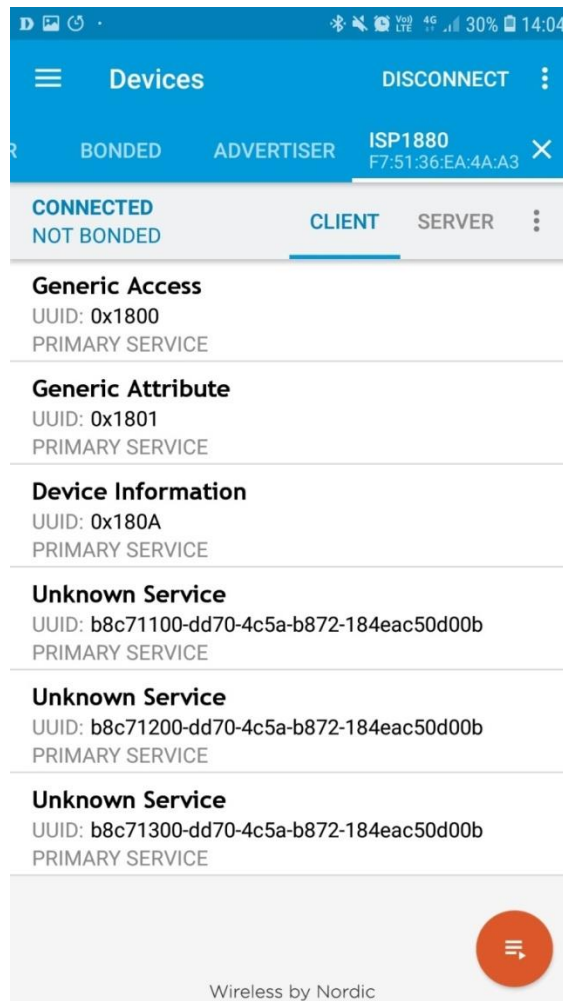 D 30% 14:04
Vo)) LTE 4G
Devices DISCONNECT
R BONDED ADVERTISER ISP1880
F7:51:36:EA:4A:A3
CONNECTED
NOT BONDED
CLIENT SERVER
Generic Access
UUID: 0x1800
PRIMARY SERVICE
Generic Attribute
UUID: 0x1801
PRIMARY SERVICE
Device Information
UUID: 0x180A
PRIMARY SERVICE
Unknown Service
UUID: b8c71100-dd70-4c5a-b872-184eac50d00b
PRIMARY SERVICE
Unknown Service
UUID: b8c71200-dd70-4c5a-b872-184eac50d00b
PRIMARY SERVICE
Unknown Service
UUID: b8c71300-dd70-4c5a-b872-184eac50d00b
PRIMARY SERVICE
Wireless by Nordic